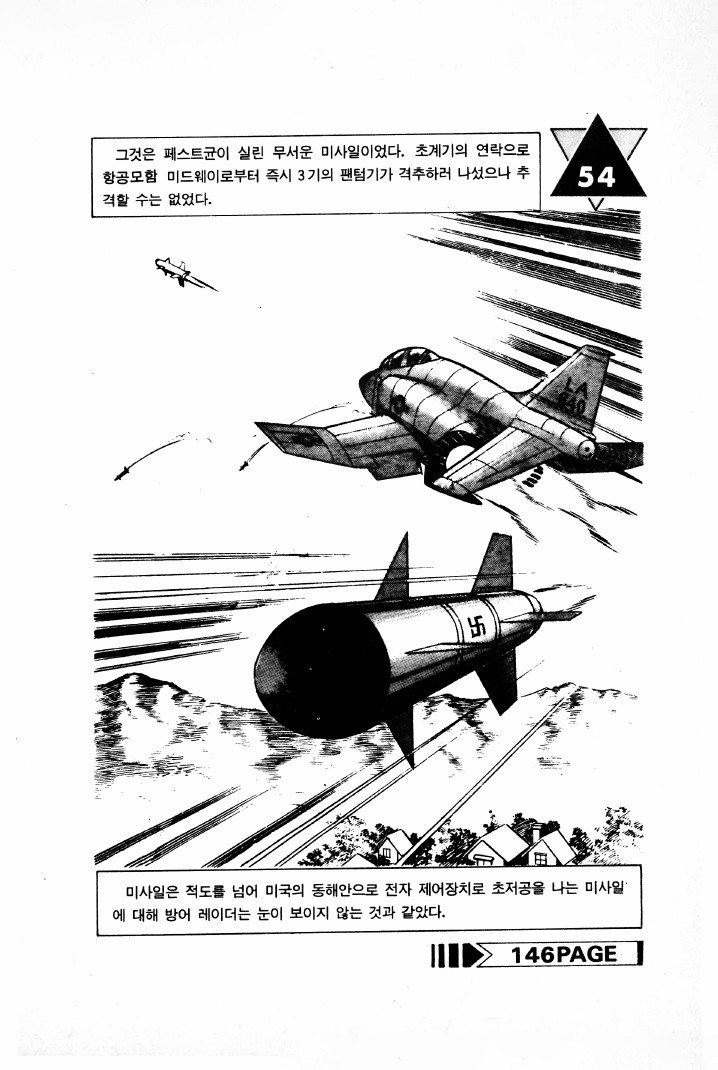 그것은 페스트균이 실린 무서운 미사일이었다. 초계기의 연락으로
항공모함 미드웨이로부터 즉시 3기의 팬텀기가 격추하러 나섰으나 추
격할 수는 없었다.
54
LA
640
미사일은 적도를 넘어 미국의 동해안으로 전자 제어장치로 초저공을 나는 미사일
에 대해 방어 레이더는 눈이 보이지 않는 것과 같았다.
146PAGE